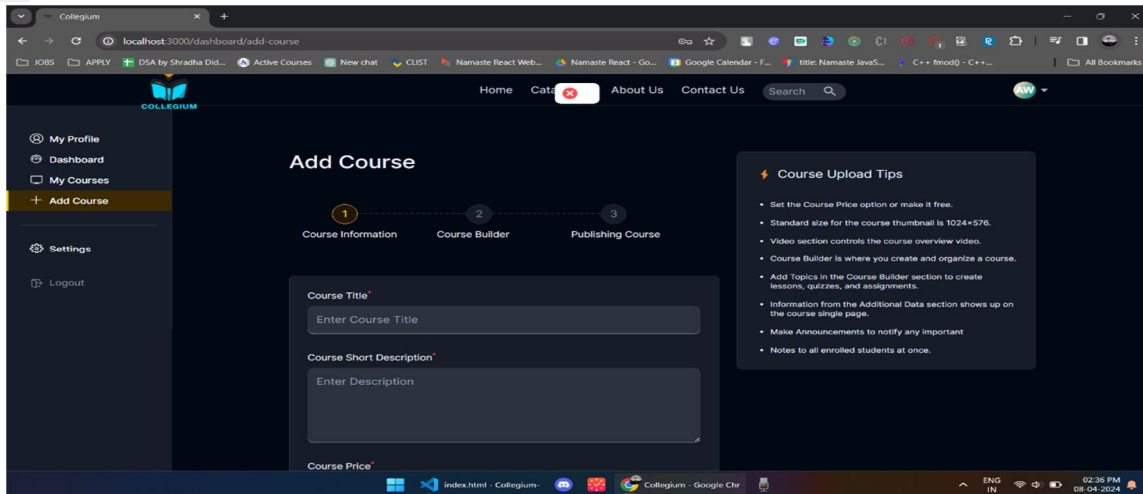 Collegium
localhost:3000/dashboard/add-course
JOBS
APPLY
DSA by Shradha Did...
Active Courses
New chat
CLIST
Namaste React Web...
Namaste React - Go...
Google Calendar - F...
title: Namaste JavaS...
C++ fmod() - C++...
All Bookmarks
COLLEGIUM
Home
Cata
About Us
Contact Us
Search
AW
My Profile
Dashboard
My Courses
Add Course
Settings
Logout
Add Course
1
2
3
Course Information
Course Builder
Publishing Course
Course Title*
Enter Course Title
Course Short Description*
Enter Description
Course Price*
Course Upload Tips
• Set the Course Price option or make it free.
• Standard size for the course thumbnail is 1024×576.
• Video section controls the course overview video.
• Course Builder is where you create and organize a course.
• Add Topics in the Course Builder section to create
lessons, quizzes, and assignments.
• Information from the Additional Data section shows up on
the course single page.
• Make Announcements to notify any important
• Notes to all enrolled students at once.
index.html - Collegium-
Collegium - Google Chr
ENG
IN
02:36 PM
08-04-2024